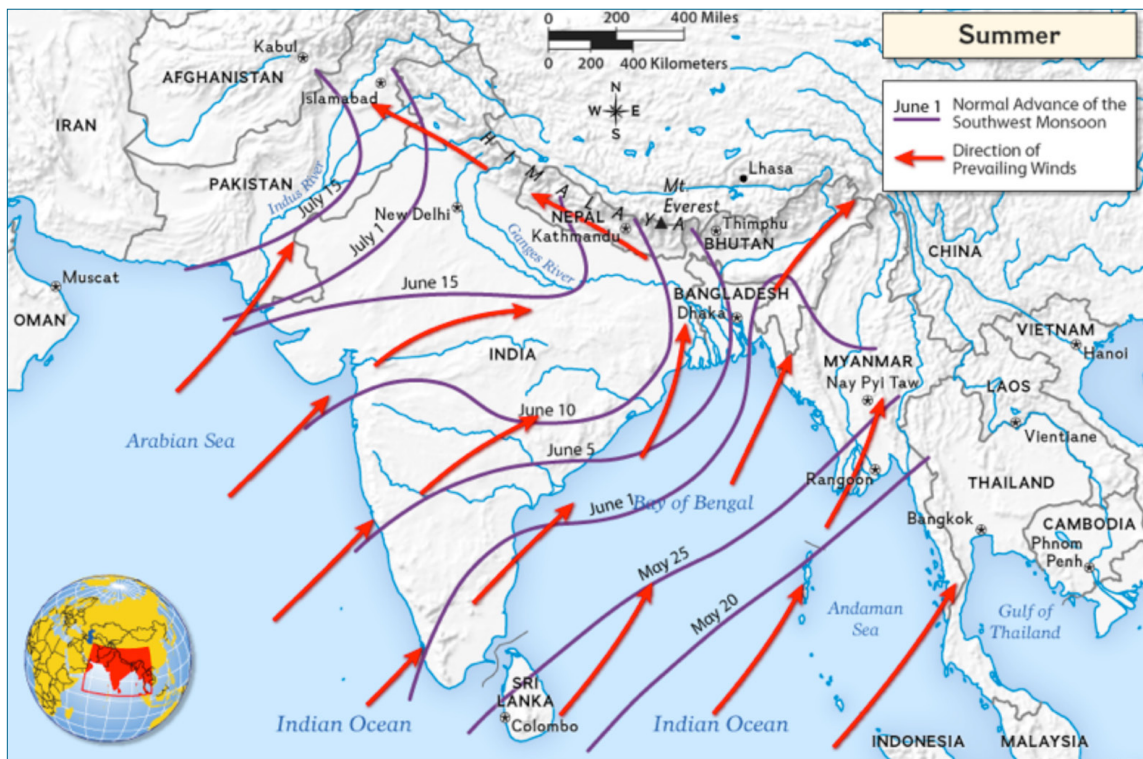 Summer
June 1
Normal Advance of the
Southwest Monsoon
Direction of
Prevailing Winds
0 200 400 Miles
0 200 400 Kilometers
N
W E
S
Kabul
AFGHANISTAN
Islamabad
IRAN
PAKISTAN
Indus River
July 15
July 1
New Delhi
HIMALAYA
Mt.
Everest
Lhasa
NEPAL
Kathmandu
Thimphu
BHUTAN
Ganges River
CHINA
Muscat
OMAN
June 15
BANGLADESH
Dhaka
INDIA
MYANMAR
Nay Pyi Taw
VIETNAM
Hanoi
LAOS
Vientiane
June 10
Arabian Sea
June 5
June 1
Bay of Bengal
Rangoon
THAILAND
Bangkok
CAMBODIA
Phnom
Penh
May 25
May 20
Andaman
Sea
Gulf of
Thailand
SRI
LANKA
Colombo
Indian Ocean
Indian Ocean
INDONESIA
MALAYSIA